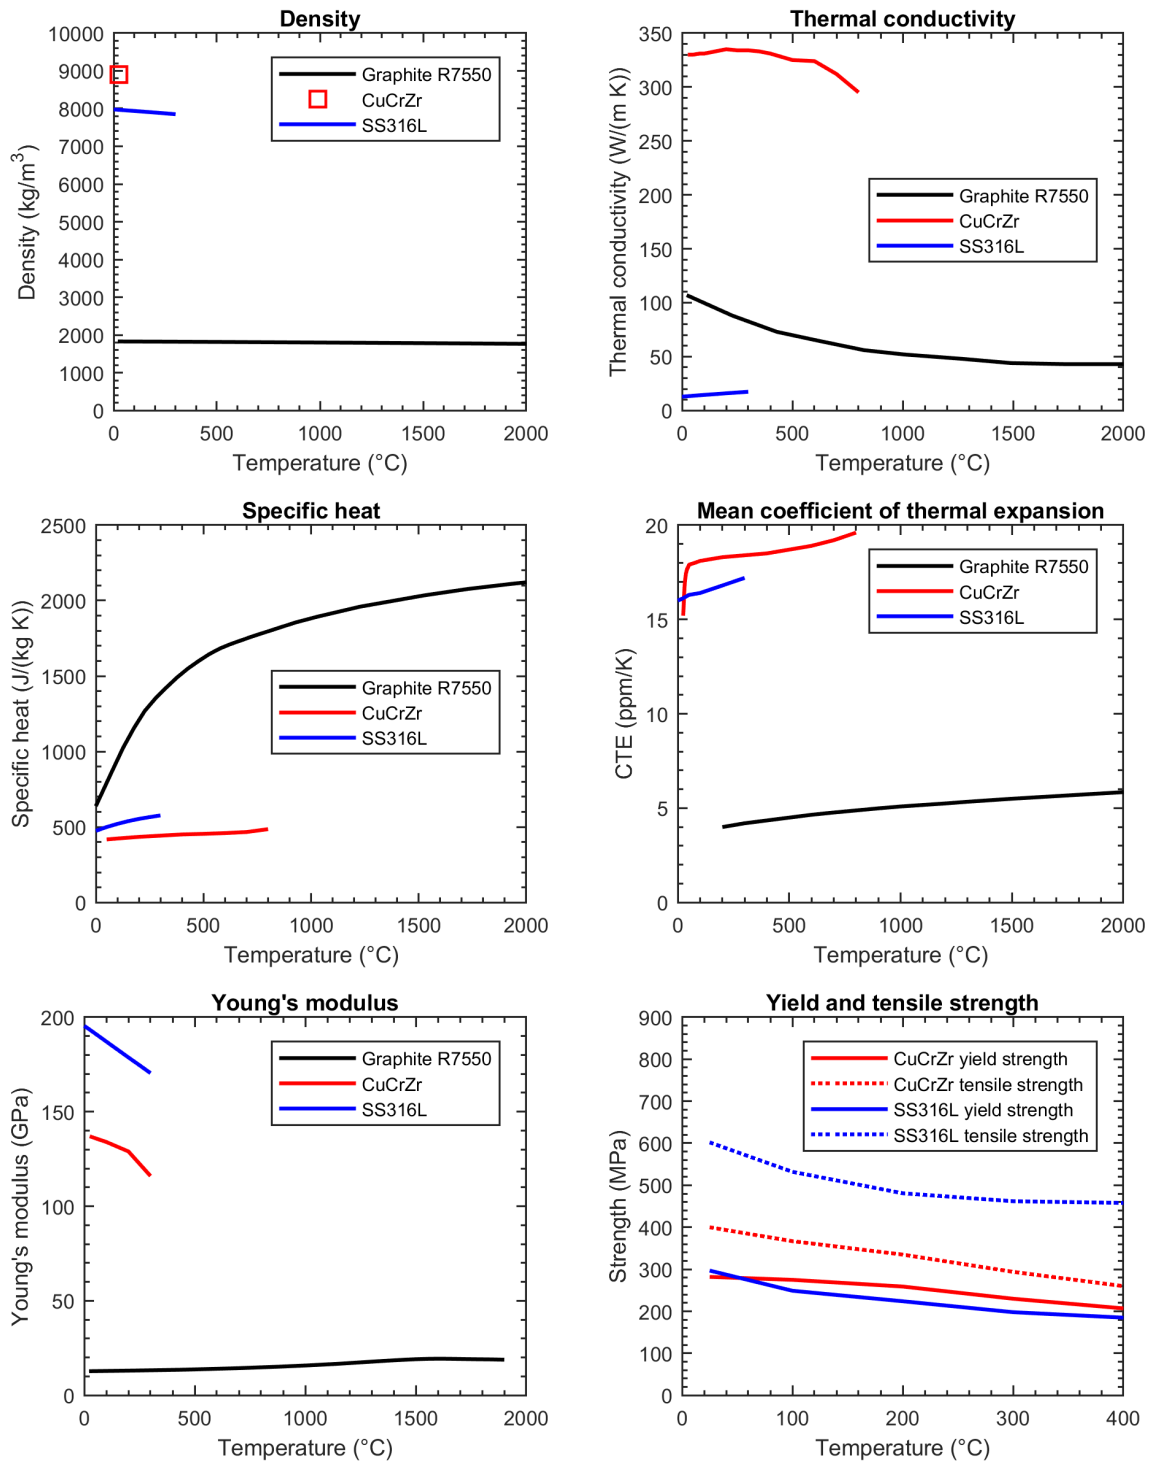 Density
10000
9000
8000
7000
6000
5000
4000
3000
2000
1000
0
Density (kg/m³)
Graphite R7550
CuCrZr
SS316L
0 500 1000 1500 2000
Temperature (°C)
Thermal conductivity
350
300
250
200
150
100
50
0
Thermal conductivity (W/(m K))
Graphite R7550
CuCrZr
SS316L
0 500 1000 1500 2000
Temperature (°C)
Specific heat
2500
2000
1500
1000
500
0
Specific heat (J/(kg K))
Graphite R7550
CuCrZr
SS316L
0 500 1000 1500 2000
Temperature (°C)
Mean coefficient of thermal expansion
20
15
10
5
0
CTE (ppm/K)
Graphite R7550
CuCrZr
SS316L
0 500 1000 1500 2000
Temperature (°C)
Young's modulus
200
150
100
50
0
Young's modulus (GPa)
Graphite R7550
CuCrZr
SS316L
0 500 1000 1500 2000
Temperature (°C)
Yield and tensile strength
900
800
700
600
500
400
300
200
100
0
Strength (MPa)
CuCrZr yield strength
CuCrZr tensile strength
SS316L yield strength
SS316L tensile strength
0 100 200 300 400
Temperature (°C)